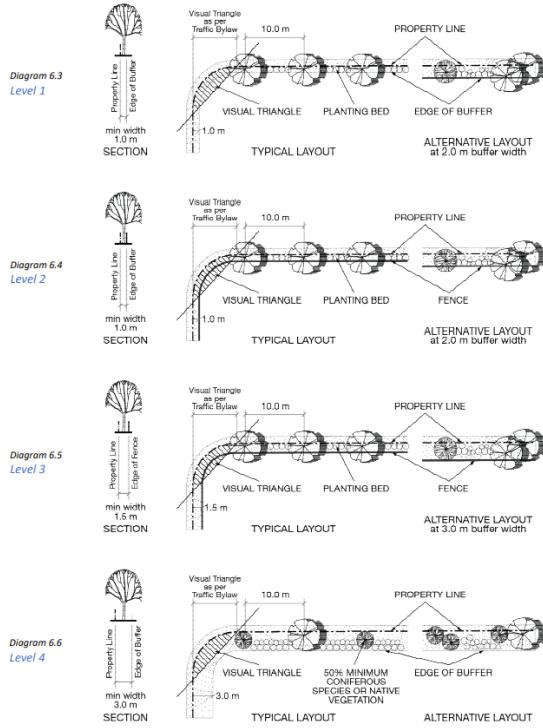 Diagram 6.3
Level 1
Property Line
Edge of Buffer
min width
1.0 m
SECTION
Visual Triangle
as per
Traffic Bylaw
10.0 m
PROPERTY LINE
VISUAL TRIANGLE
PLANTING BED
EDGE OF BUFFER
1.0 m
TYPICAL LAYOUT
ALTERNATIVE LAYOUT
at 2.0 m buffer width
Diagram 6.4
Level 2
Property Line
Edge of Buffer
min width
1.0 m
SECTION
Visual Triangle
as per
Traffic Bylaw
10.0 m
PROPERTY LINE
VISUAL TRIANGLE
PLANTING BED
FENCE
1.0 m
TYPICAL LAYOUT
ALTERNATIVE LAYOUT
at 2.0 m buffer width
Diagram 6.5
Level 3
Property Line
Edge of Fence
min width
1.5 m
SECTION
Visual Triangle
as per
Traffic Bylaw
10.0 m
PROPERTY LINE
VISUAL TRIANGLE
PLANTING BED
FENCE
1.5 m
TYPICAL LAYOUT
ALTERNATIVE LAYOUT
at 3.0 m buffer width
Diagram 6.6
Level 4
Property Line
Edge of Buffer
min width
3.0 m
SECTION
Visual Triangle
as per
Traffic Bylaw
10.0 m
PROPERTY LINE
VISUAL TRIANGLE
50% MINIMUM
CONIFEROUS
SPECIES OR NATIVE
VEGETATION
EDGE OF BUFFER
3.0 m
TYPICAL LAYOUT
ALTERNATIVE LAYOUT